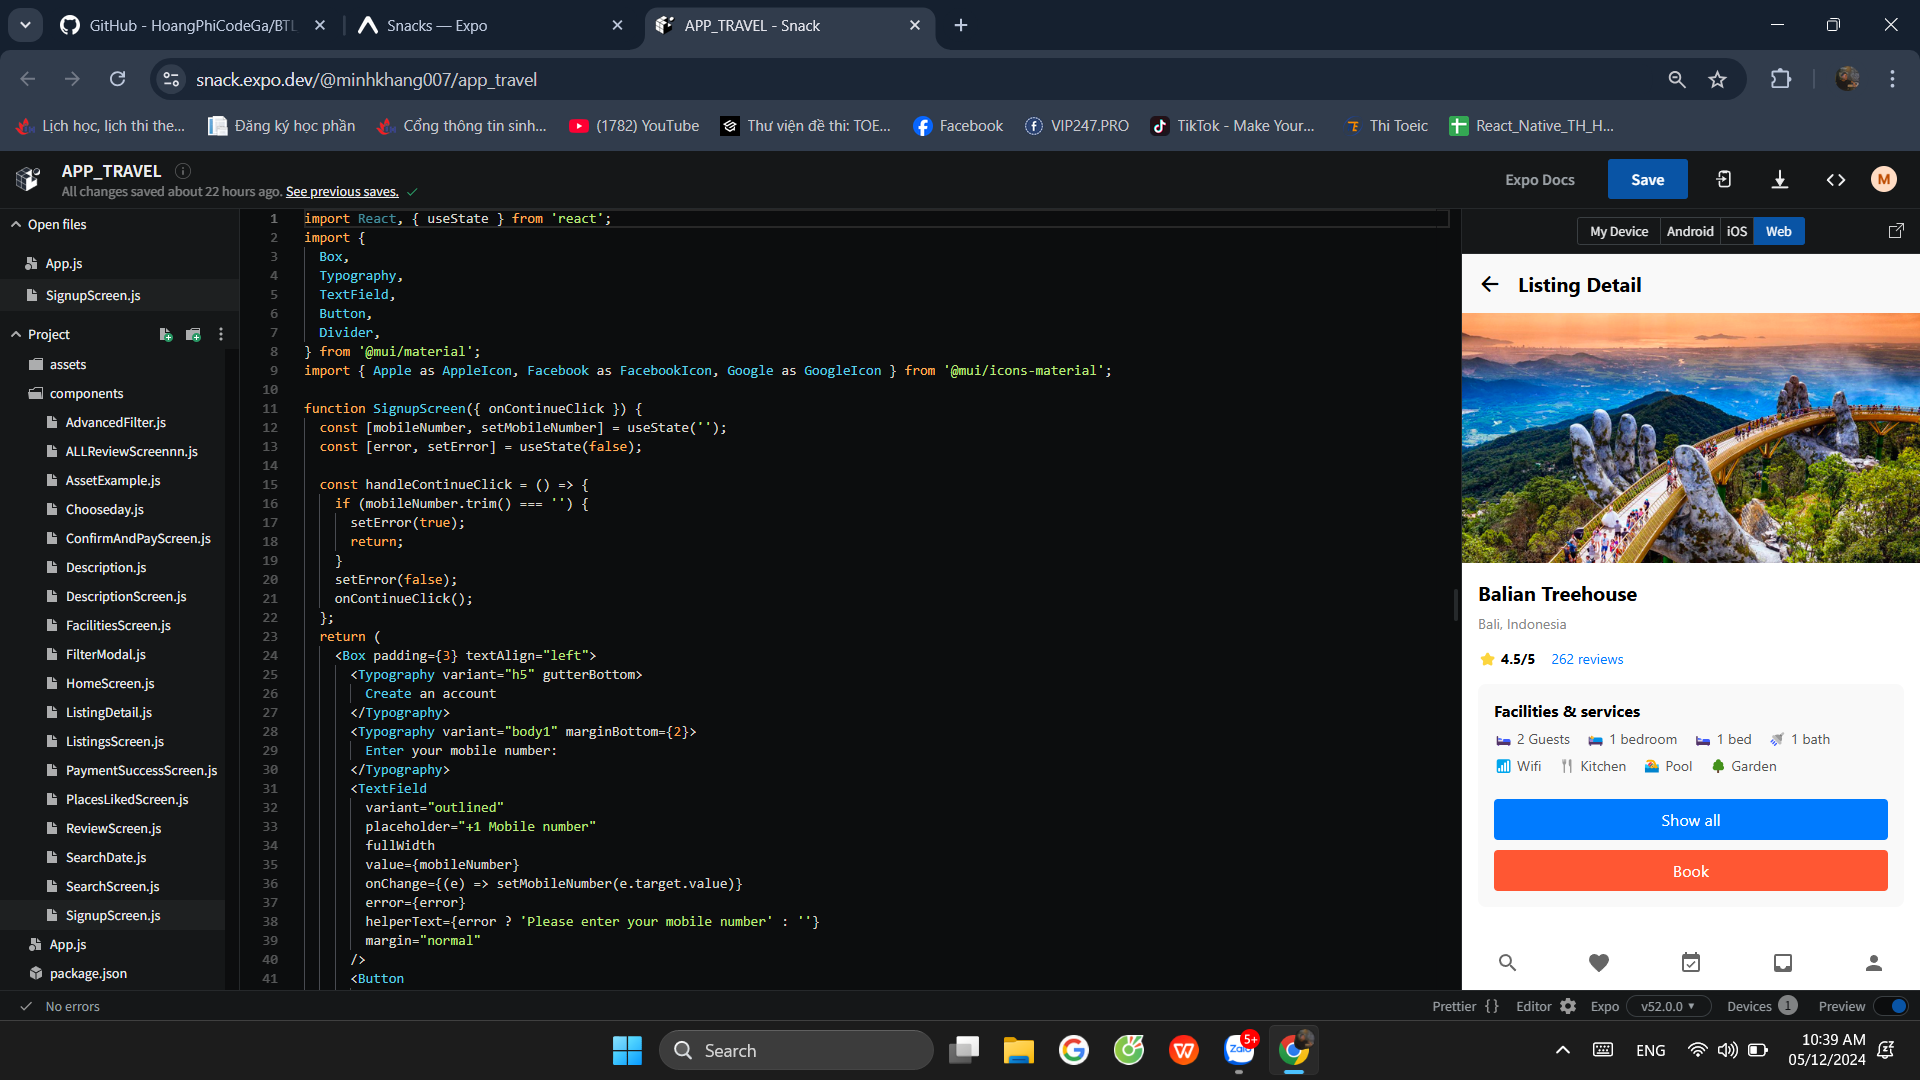 GitHub - HoangPhiCodeGa/BTL
Snacks — Expo
APP_TRAVEL - Snack
snack.expo.dev/@minhkhang007/app_travel
Lịch học, lịch thi the...
Đăng ký học phần
Cổng thông tin sinh...
(1782) YouTube
Thư viện đề thi: TOE...
Facebook
VIP247.PRO
TikTok - Make Your...
Thi Toeic
React_Native_TH_H...
APP_TRAVEL
All changes saved about 22 hours ago. See previous saves.
Expo Docs
Save
M
Open files
App.js
SignupScreen.js
Project
assets
components
AdvancedFilter.js
ALLReviewScreennn.js
AssetExample.js
Chooseday.js
ConfirmAndPayScreen.js
Description.js
DescriptionScreen.js
FacilitiesScreen.js
FilterModal.js
HomeScreen.js
ListingDetail.js
ListingsScreen.js
PaymentSuccessScreen.js
PlacesLikedScreen.js
ReviewScreen.js
SearchDate.js
SearchScreen.js
SignupScreen.js
App.js
package.json
1 import React, { useState } from 'react';
2 import {
3 Box,
4 Typography,
5 TextField,
6 Button,
7 Divider,
8 } from '@mui/material';
9 import { Apple as AppleIcon, Facebook as FacebookIcon, Google as GoogleIcon } from '@mui/icons-material';
10
11 function SignupScreen({ onContinueClick }) {
12 const [mobileNumber, setMobileNumber] = useState('');
13 const [error, setError] = useState(false);
14
15 const handleContinueClick = () => {
16 if (mobileNumber.trim() === '') {
17 setError(true);
18 return;
19 }
20 setError(false);
21 onContinueClick();
22 };
23 return (
24 <Box padding={3} textAlign="left">
25 <Typography variant="h5" gutterBottom>
26 Create an account
27 </Typography>
28 <Typography variant="body1" marginBottom={2}>
29 Enter your mobile number:
30 </Typography>
31 <TextField
32 variant="outlined"
33 placeholder="+1 Mobile number"
34 fullWidth
35 value={mobileNumber}
36 onChange={(e) => setMobileNumber(e.target.value)}
37 error={error}
38 helperText={error ? 'Please enter your mobile number' : ''}
39 margin="normal"
40 />
41 <Button
My Device
Android
iOS
Web
Listing Detail
Balian Treehouse
Bali, Indonesia
4.5/5 262 reviews
Facilities & services
2 Guests 1 bedroom 1 bed 1 bath
Wifi Kitchen Pool Garden
Show all
Book
No errors
Prettier {} Editor Expo v52.0.0 Devices 1 Preview
Search
Zalo
5+
ENG
10:39 AM
05/12/2024